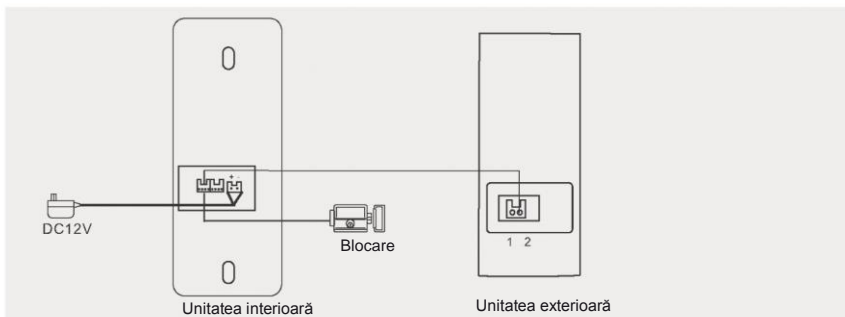 + -
DC12V
Blocare
1 2
Unitatea interioară
Unitatea exterioară